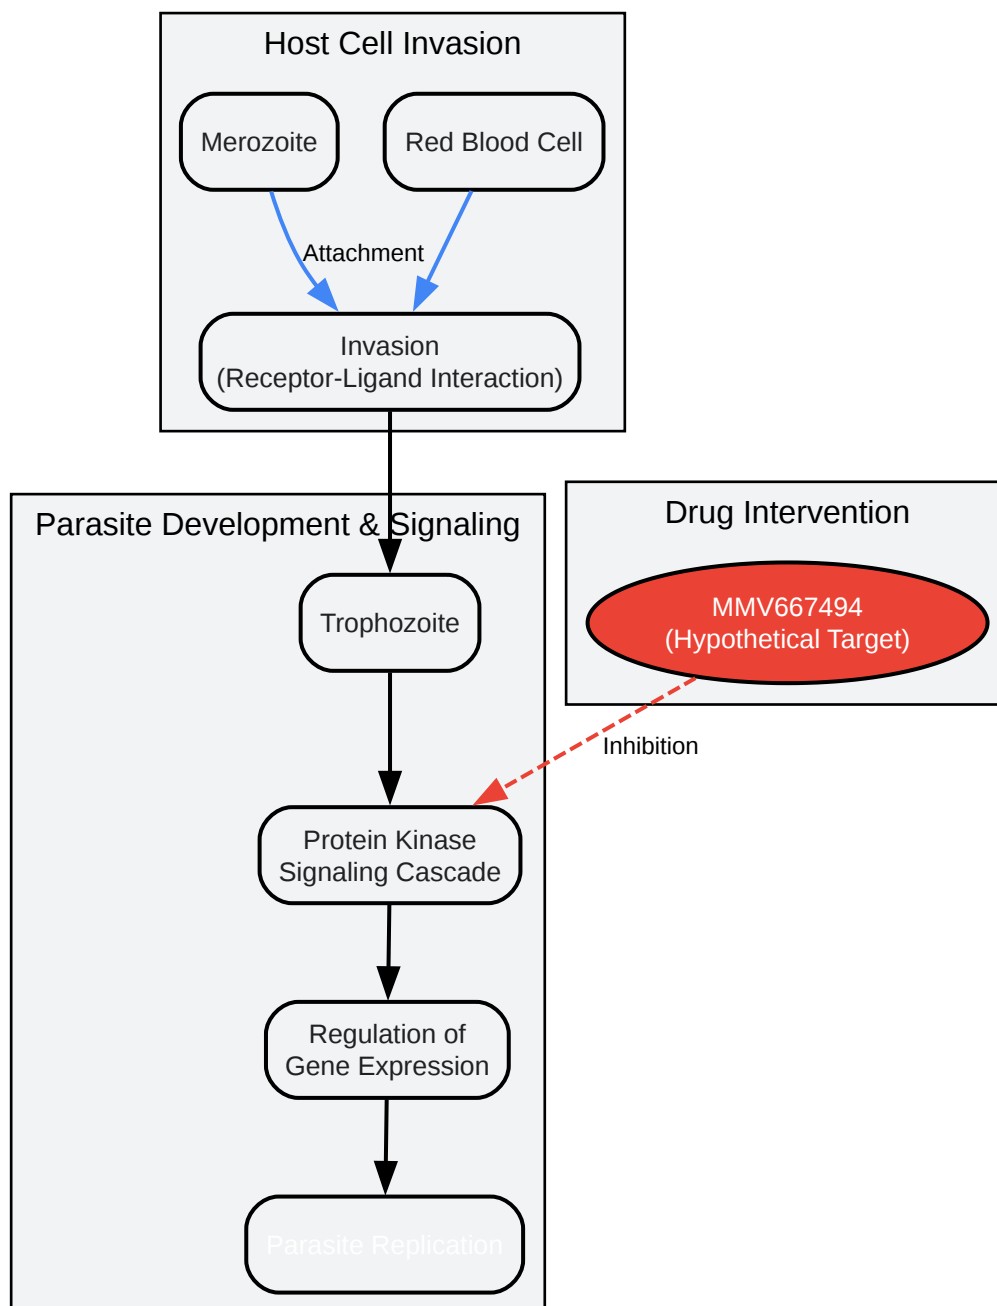 Host Cell Invasion
Merozoite
Red Blood Cell
Attachment
Invasion
(Receptor-Ligand Interaction)
Parasite Development & Signaling
Drug Intervention
MMV667494
(Hypothetical Target)
Trophozoite
Inhibition
Protein Kinase
Signaling Cascade
Regulation of
Gene Expression
Parasite Replication